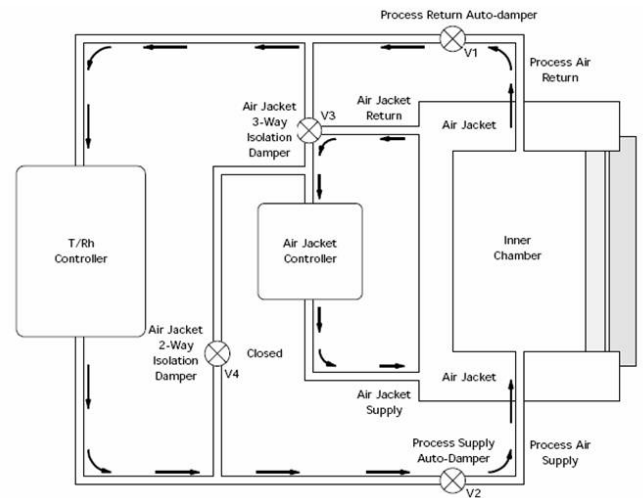 Process Return Auto-damper
V1
Process Air
Return
Air Jacket
3-Way
Isolation
Damper
V3
Air Jacket
Return
Air Jacket
T/Rh
Controller
Air Jacket
Controller
Inner
Chamber
Air Jacket
2-Way
Isolation
Damper
Closed
V4
Air Jacket
Air Jacket
Supply
Process Supply
Auto-Damper
Process Air
Supply
V2